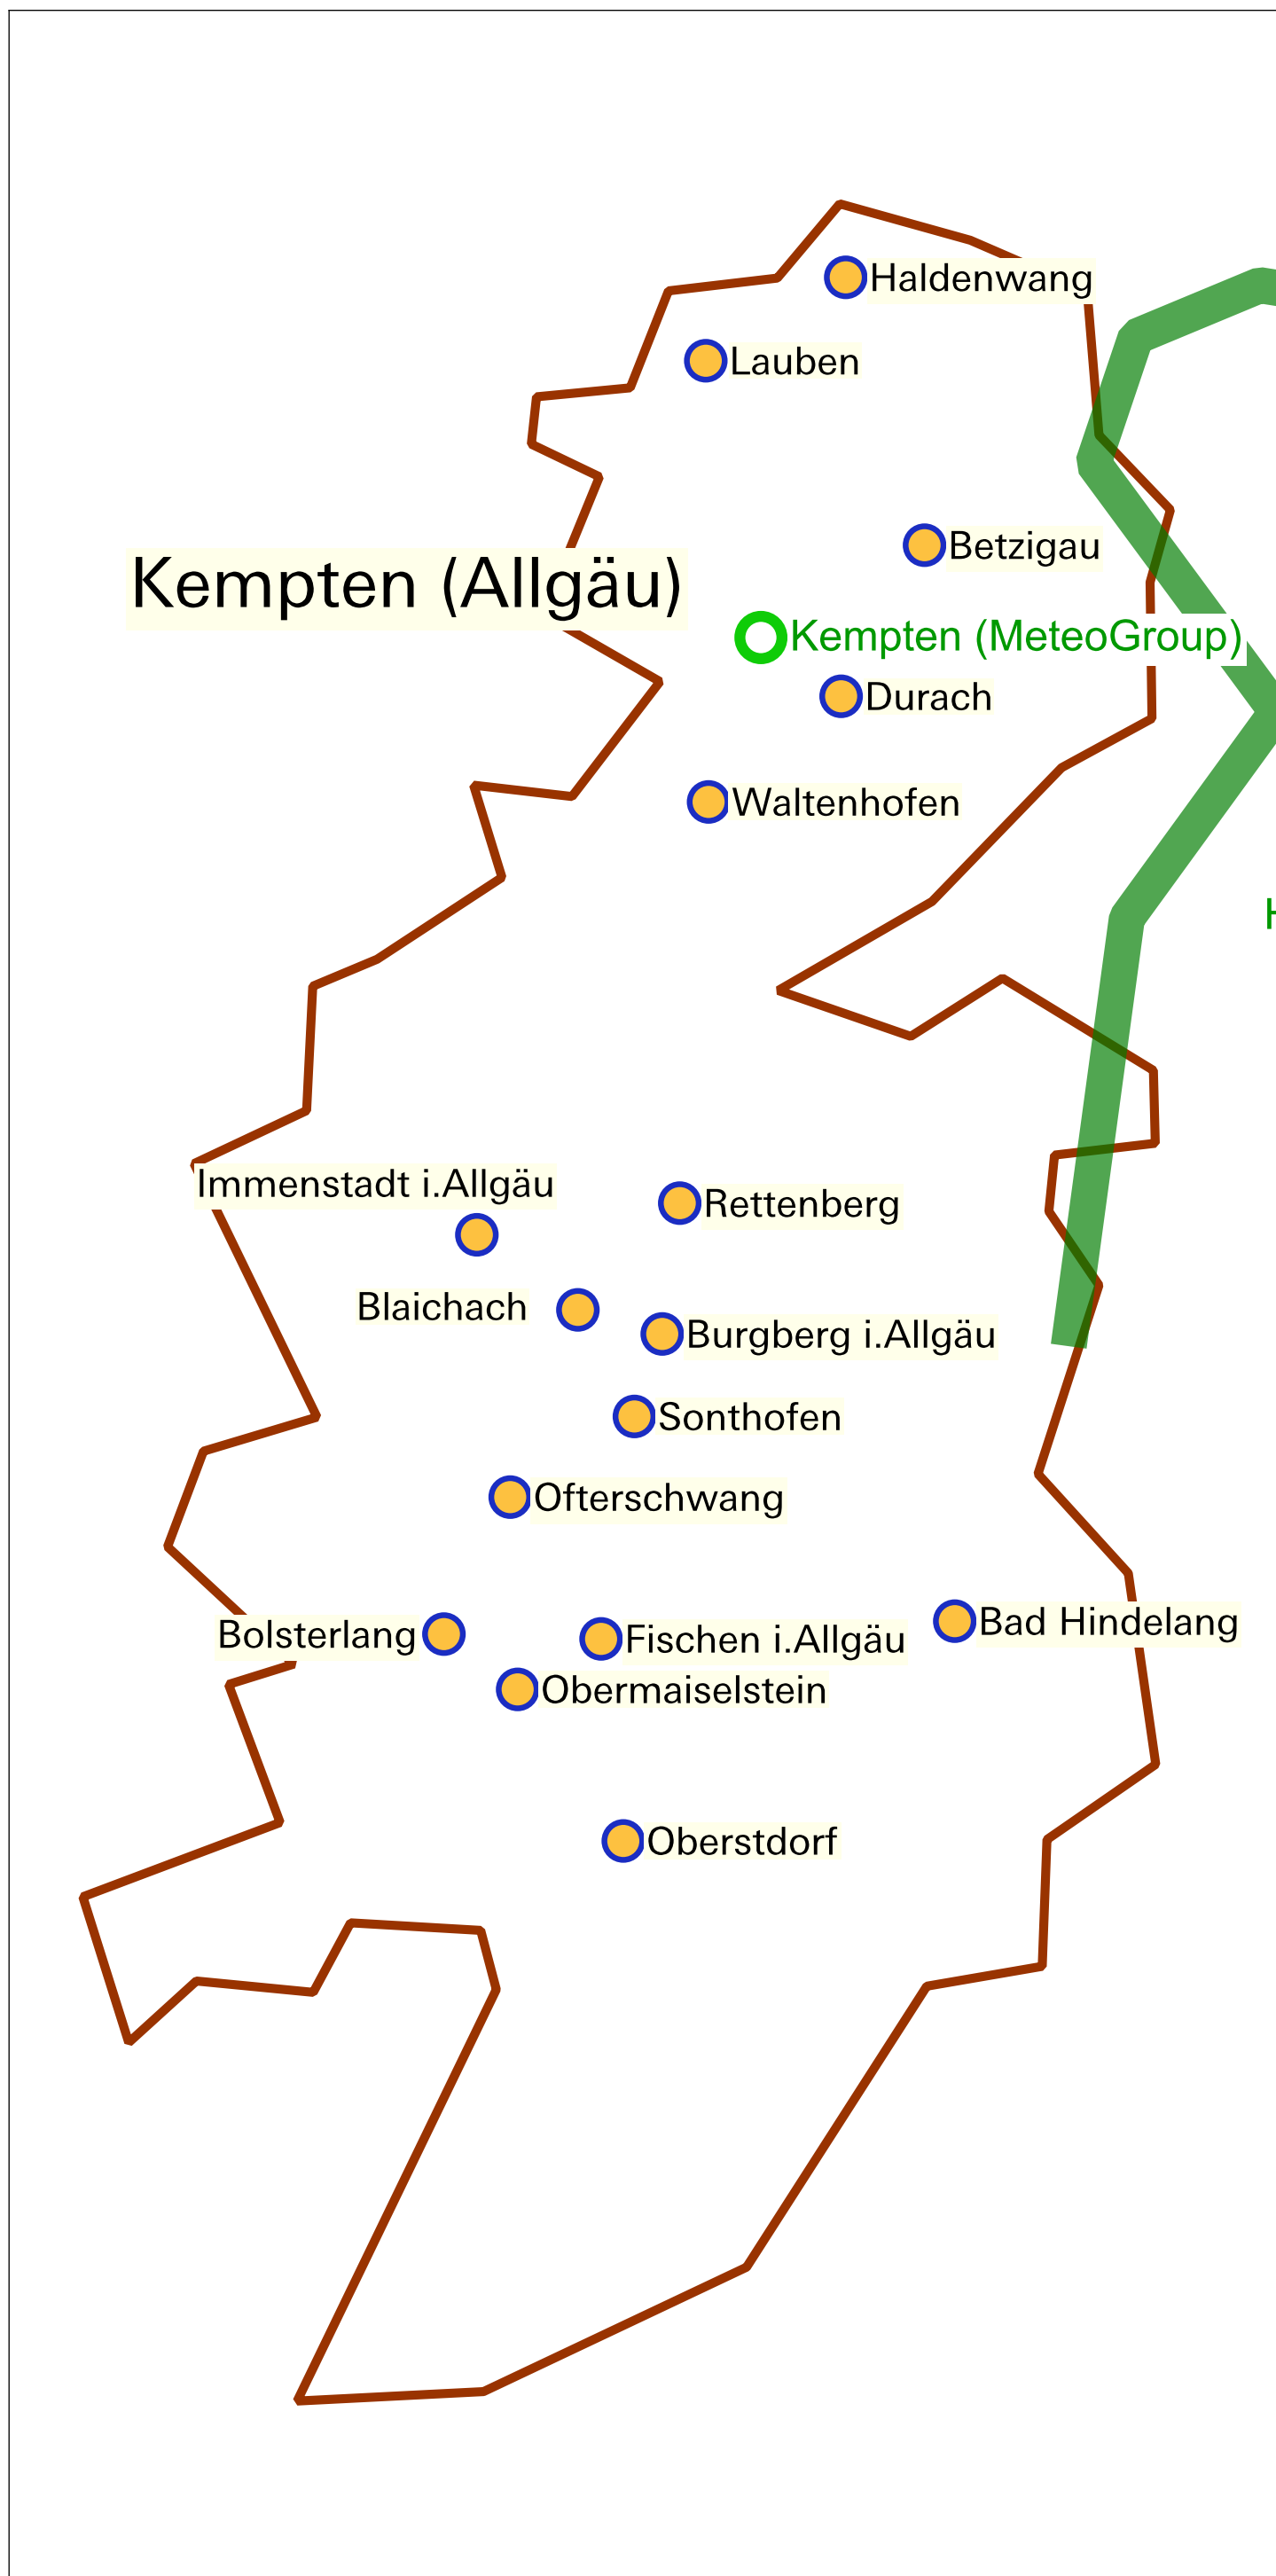 Haldenwang
Lauben
Betzigau
Kempten (Allgäu)
Kempten (MeteoGroup)
Durach
Waltenhofen
H
Immenstadt i.Allgäu
Rettenberg
Blaichach
Burgberg i.Allgäu
Sonthofen
Ofterschwang
Bad Hindelang
Bolsterlang
Fischen i.Allgäu
Obermaiselstein
Oberstdorf